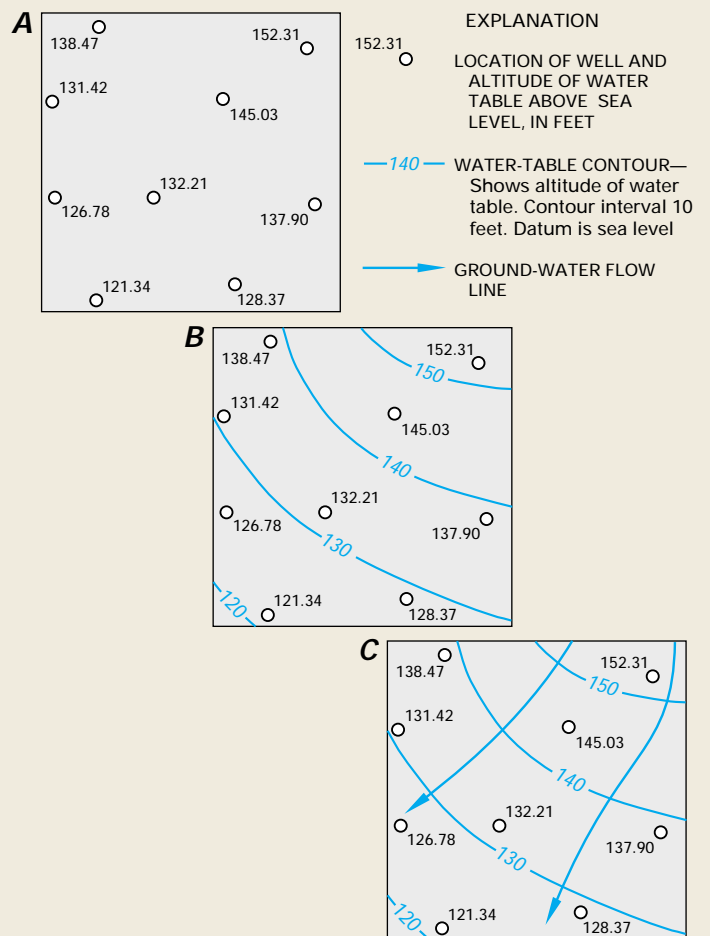 A
138.47
152.31
131.42
145.03
132.21
126.78
137.90
121.34
128.37
EXPLANATION
152.31
LOCATION OF WELL AND
ALTITUDE OF WATER
TABLE ABOVE SEA
LEVEL, IN FEET
140
WATER-TABLE CONTOUR—
Shows altitude of water
table. Contour interval 10
feet. Datum is sea level
GROUND-WATER FLOW
LINE
B
138.47
152.31
150
131.42
145.03
140
132.21
126.78
137.90
130
120
121.34
128.37
C
138.47
152.31
150
131.42
145.03
140
132.21
126.78
137.90
130
120
121.34
128.37